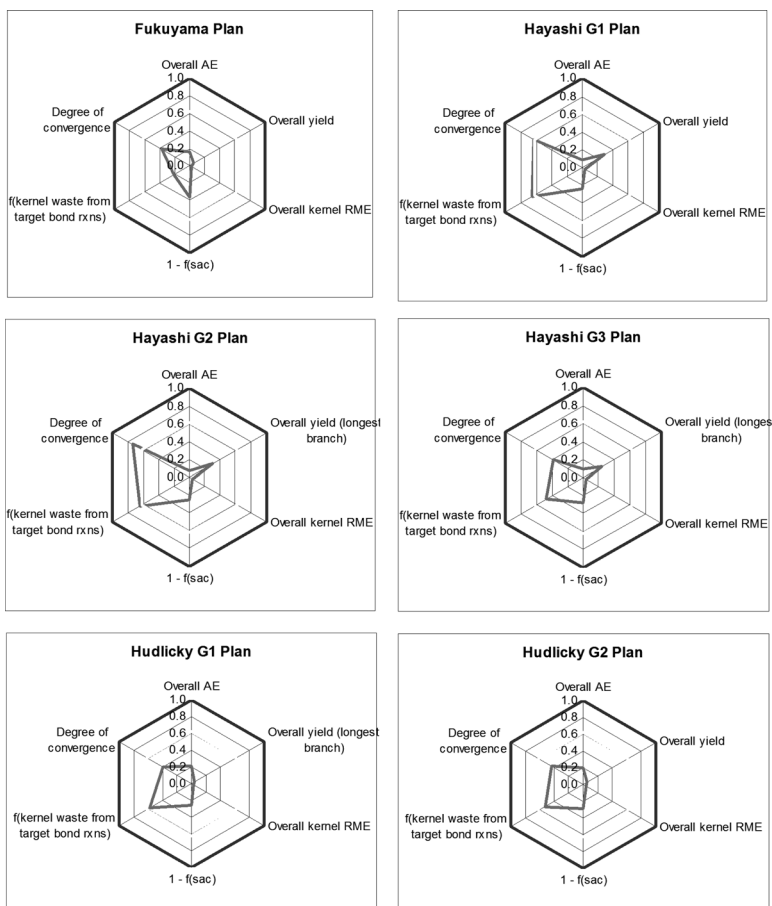 Fukuyama Plan
Overall AE
1.0
0.8
0.6
0.4
0.2
0.0
Degree of
convergence
Overall yield
f(kernel waste from
target bond rxns)
Overall kernel RME
1 - f(sac)
Hayashi G1 Plan
Overall AE
1.0
0.8
0.6
0.4
0.2
0.0
Degree of
convergence
Overall yield
f(kernel waste from
target bond rxns)
Overall kernel RME
1 - f(sac)
Hayashi G2 Plan
Overall AE
1.0
0.8
0.6
0.4
0.2
0.0
Degree of
convergence
Overall yield (longest
branch)
f(kernel waste from
target bond rxns)
Overall kernel RME
1 - f(sac)
Hayashi G3 Plan
Overall AE
1.0
0.8
0.6
0.4
0.2
0.0
Degree of
convergence
Overall yield (longes
branch)
f(kernel waste from
target bond rxns)
Overall kernel RME
1 - f(sac)
Hudlicky G1 Plan
Overall AE
1.0
0.8
0.6
0.4
0.2
0.0
Degree of
convergence
Overall yield (longest
branch)
f(kernel waste from
target bond rxns)
Overall kernel RME
1 - f(sac)
Hudlicky G2 Plan
Overall AE
1.0
0.8
0.6
0.4
0.2
0.0
Degree of
convergence
Overall yield
f(kernel waste from
target bond rxns)
Overall kernel RME
1 - f(sac)